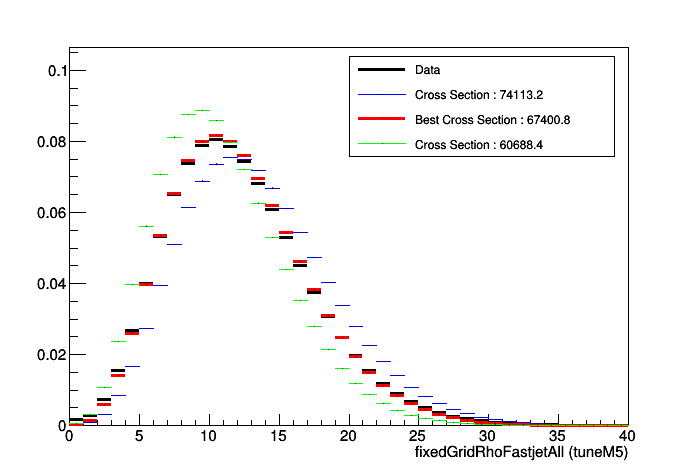 0.1
0.08
0.06
0.04
0.02
0
Data
Cross Section : 74113.2
Best Cross Section : 67400.8
Cross Section : 60688.4
0 5 10 15 20 25 30 35 40
fixedGridRhoFastjetAll (tuneM5)